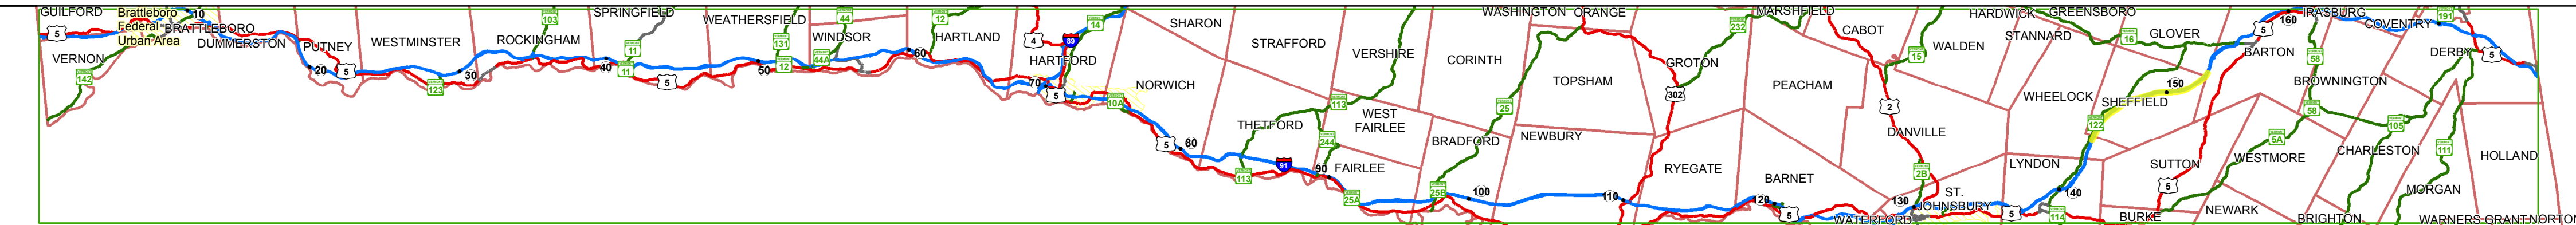 GUILFORD
5
VERNON
142
Brattleboro
Federal
Urban Area
10
BRATTLEBORO
DUMMERSTON
PUTNEY
20
5
WESTMINSTER
123
30
ROCKINGHAM
103
40
SPRINGFIELD
11
11
5
WEATHERSFIELD
131
50
12
44
WINDSOR
44A
60
12
HARTLAND
4
89
14
HARTFORD
70
5
10A
SHARON
NORWICH
5
80
STRAFFORD
THETFORD
113
91
113
244
90
VERSHIRE
WEST
FAIRLEE
FAIRLEE
25A
CORINTH
BRADFORD
25
25B
100
WASHINGTON
ORANGE
TOPSHAM
NEWBURY
110
302
GROTON
RYEGATE
232
MARSHFIELD
PEACHAM
BARNET
120
5
CABOT
2
DANVILLE
2B
130
WATERFORD
ST.
JOHNSBURY
15
WALDEN
HARDWICK
STANNARD
5
LYNDON
140
114
GREENSBORO
16
GLOVER
WHEELOCK
122
SHEFFIELD
150
5
160
BARTON
SUTTON
5
BURKE
NEWARK
WESTMORE
5A
IRASBURG
58
BROWNINGTON
58
COVENTRY
191
DERBY
5
105
CHARLESTON
111
MORGAN
HOLLAND
BRIGHTON
WARNERS GRANT
NORTON